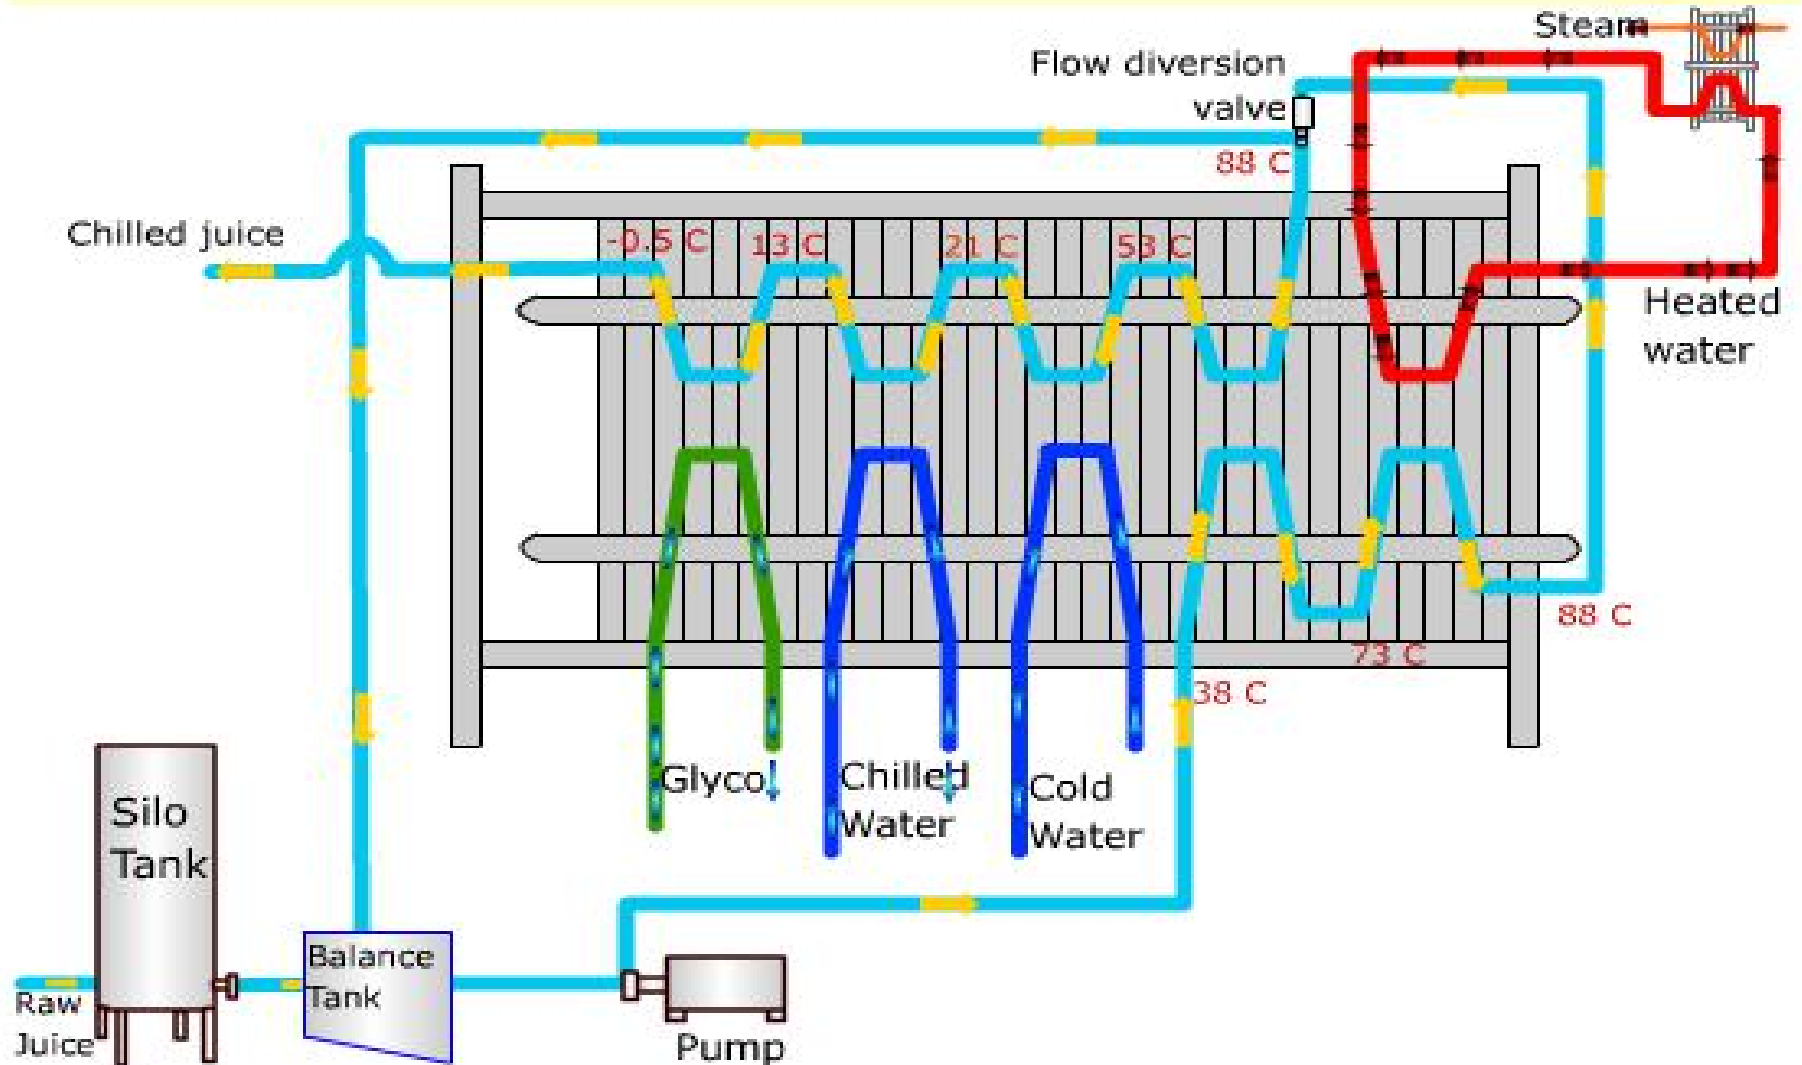 Steam
Flow diversion
valve
88 C
Chilled juice
-0.5 C
13 C
21 C
53 C
Heated
water
88 C
73 C
38 C
Glycol
Chilled
Water
Cold
Water
Silo
Tank
Balance
Tank
Raw
Juice
Pump